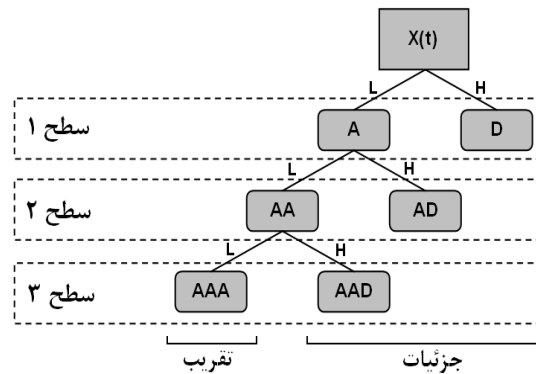 X(t)
L H
سطح ۱
A D
L H
سطح ۲
AA AD
L H
سطح ۳
AAA AAD
تقریب جزئیات